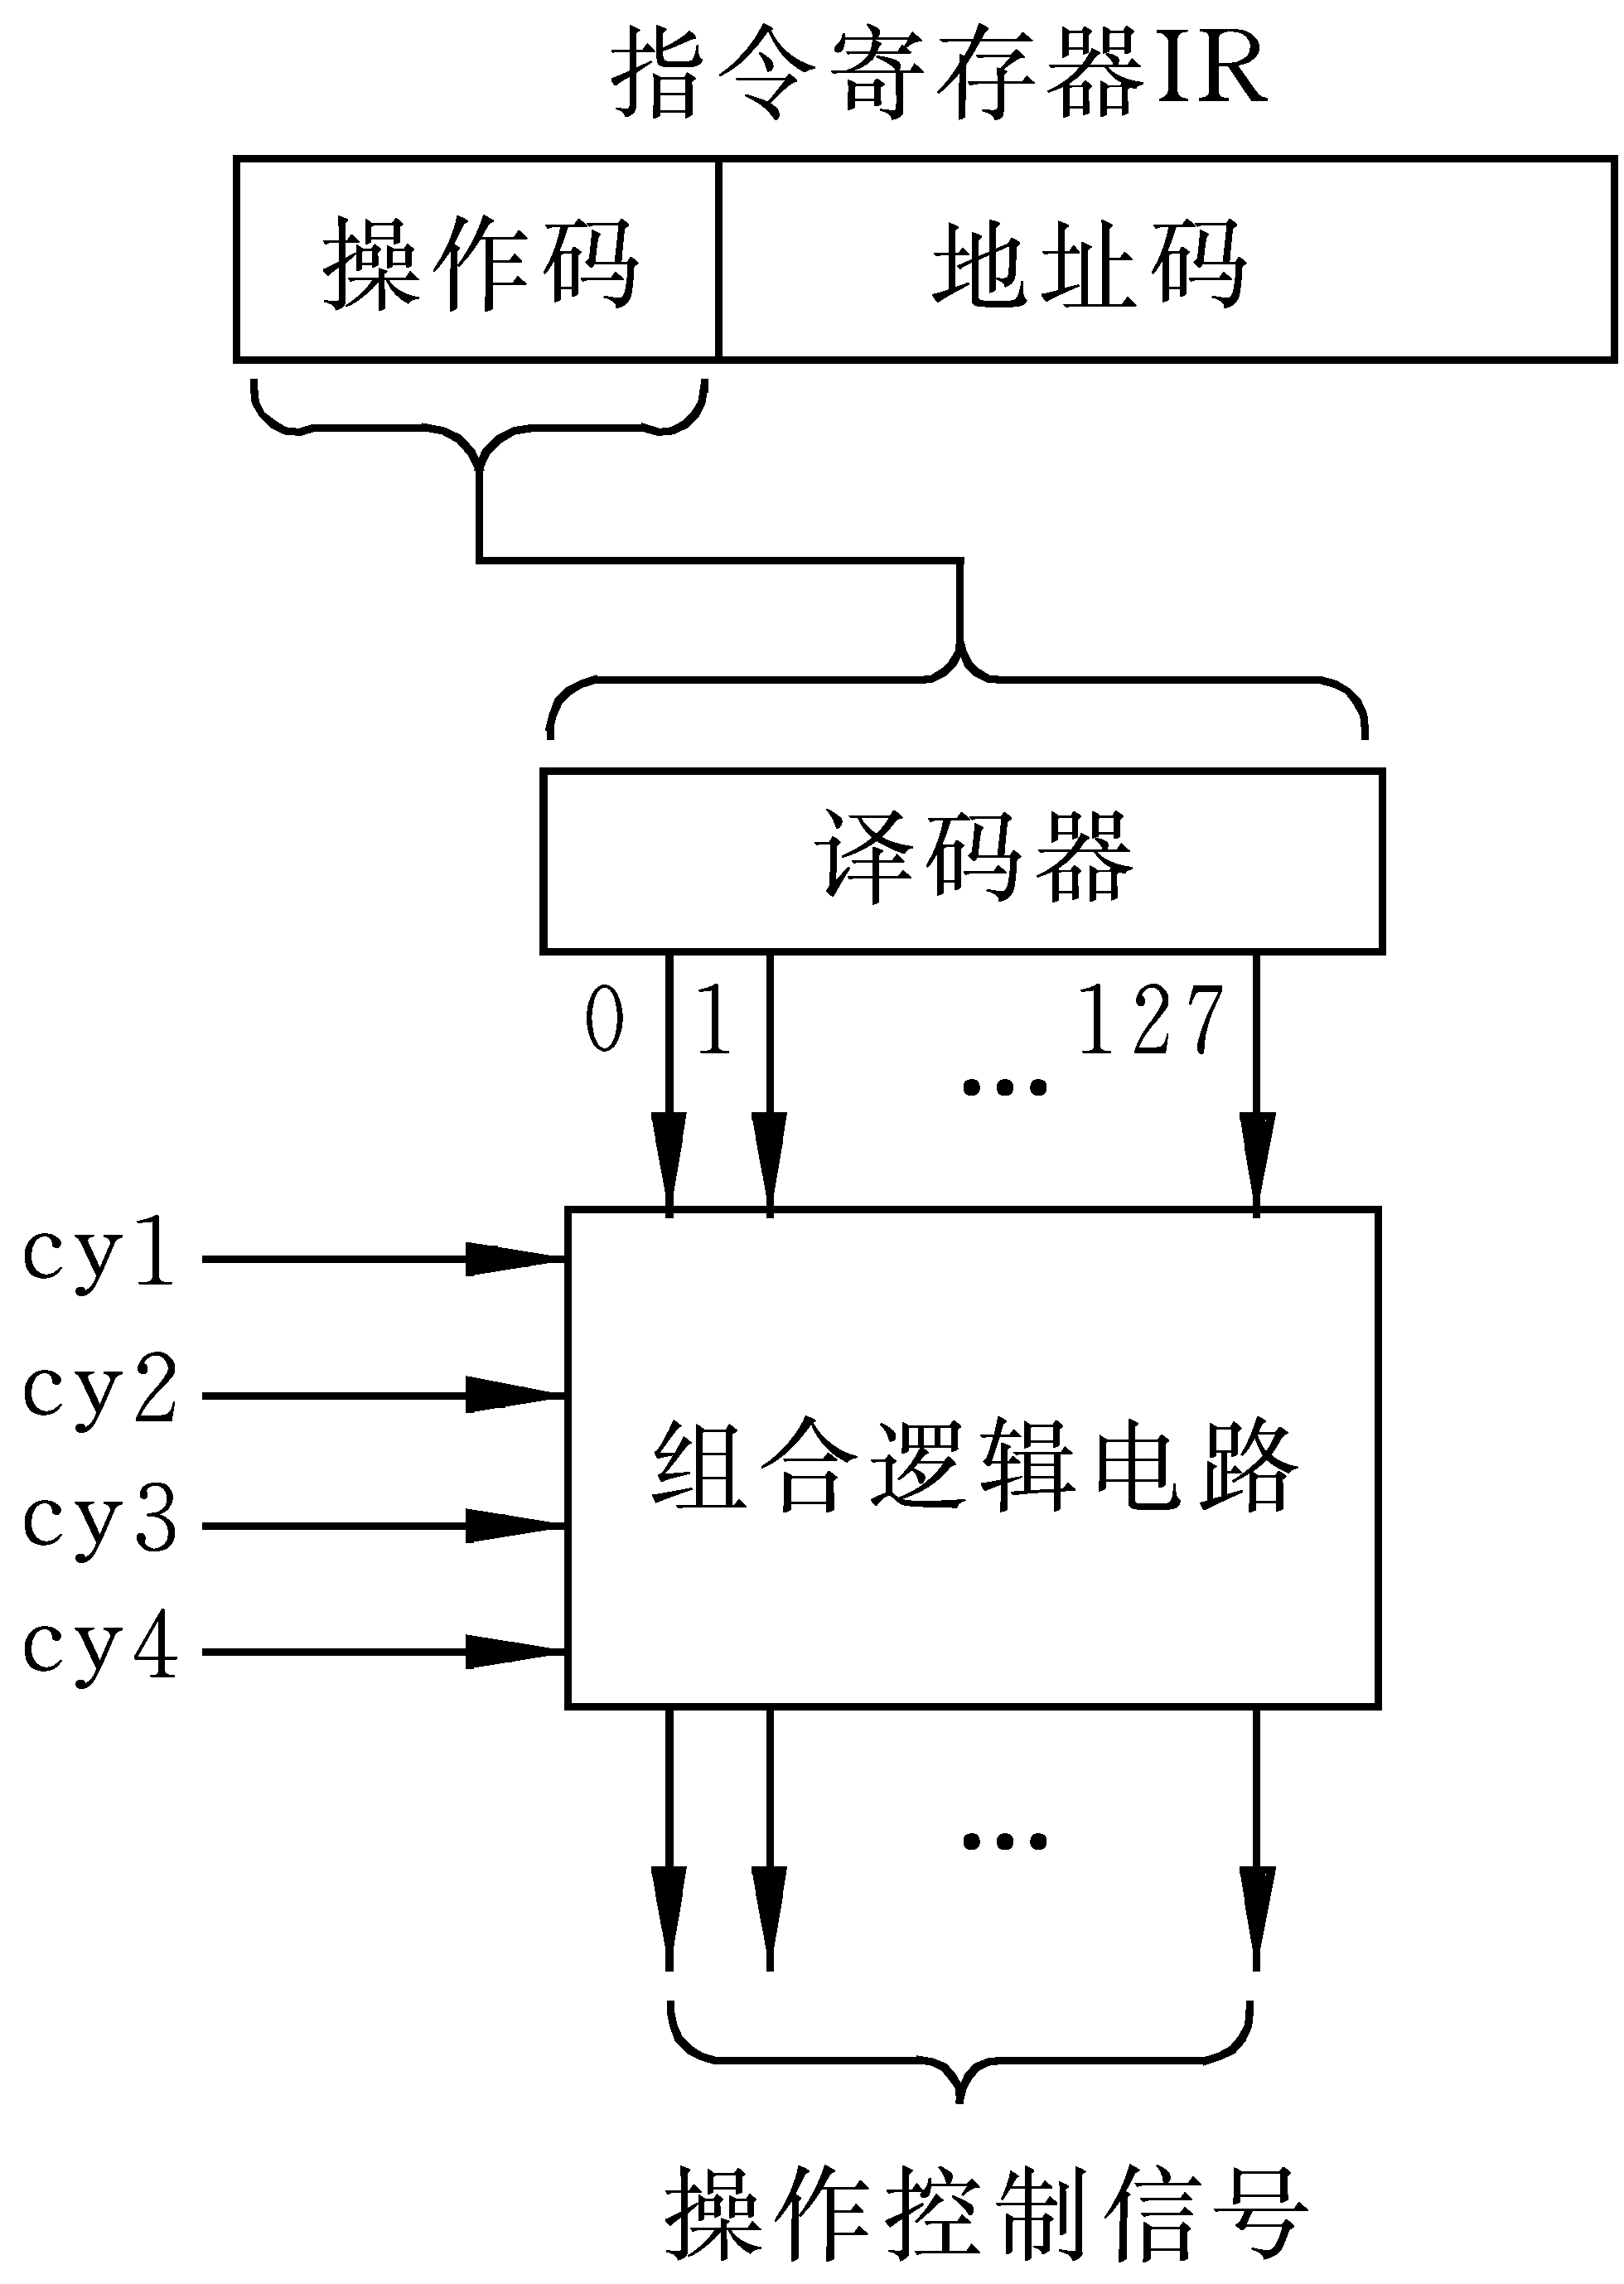 指令寄存器IR
操作码 地址码
译码器
0 1 ... 127
cy1
cy2
组合逻辑电路
cy3
cy4
...
操作控制信号